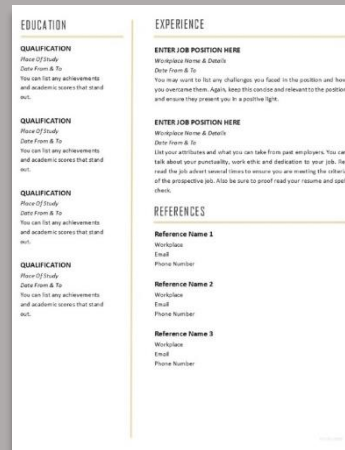 EDUCATION
QUALIFICATION
Place Of Study
Date From & To
You can list any achievements
and academic scores that stand
out.
QUALIFICATION
Place Of Study
Date From & To
You can list any achievements
and academic scores that stand
out.
QUALIFICATION
Place Of Study
Date From & To
You can list any achievements
and academic scores that stand
out.
QUALIFICATION
Place Of Study
Date From & To
You can list any achievements
and academic scores that stand
out.
EXPERIENCE
ENTER JOB POSITION HERE
Workplace Name & Details
Date From & To
You may want to list any challenges you faced in the position and how
you overcame them. Again, keep this concise and relevant to the position
and ensure they present you in a positive light.
ENTER JOB POSITION HERE
Workplace Name & Details
Date From & To
List your attributes and what you can take from past employers. You can
talk about your punctuality, work ethic and dedication to your job.
read the job advert several times to ensure you are meeting the criteria
of the prospective job. Also be sure to proof read your resume and spell
check.
REFERENCES
Reference Name 1
Workplace
Email
Phone Number
Reference Name 2
Workplace
Email
Phone Number
Reference Name 3
Workplace
Email
Phone Number